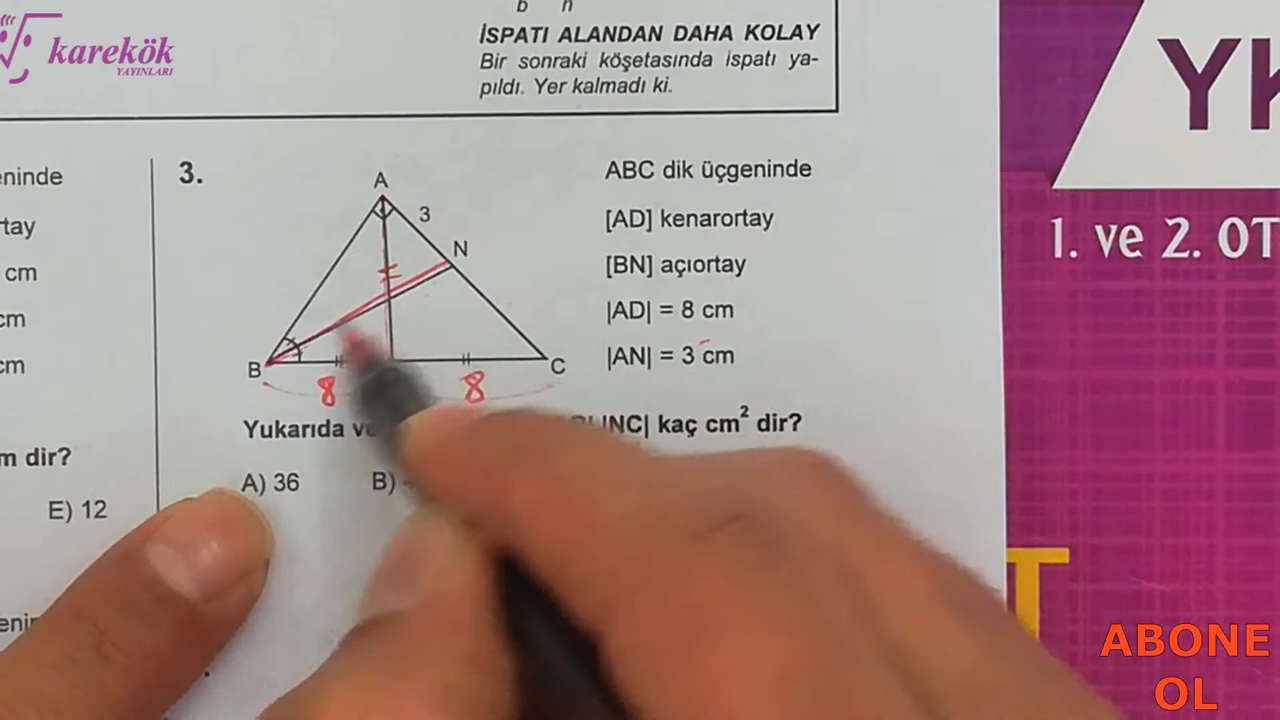 b n
karekök
YAYINLARI
İSPATI ALANDAN DAHA KOLAY
Bir sonraki köşetasında ispatı ya-
pıldı. Yer kalmadı ki.
YK
1. ve 2. OT
eninde
rtay
cm
cm
cm
m dir?
E) 12
3.
A
3
N
B
C
8 8
ABC dik üçgeninde
[AD] kenarortay
[BN] açıortay
|AD| = 8 cm
|AN| = 3 cm
Yukarıda |NC| kaç cm² dir?
A) 36 B)
T
ABONE
OL